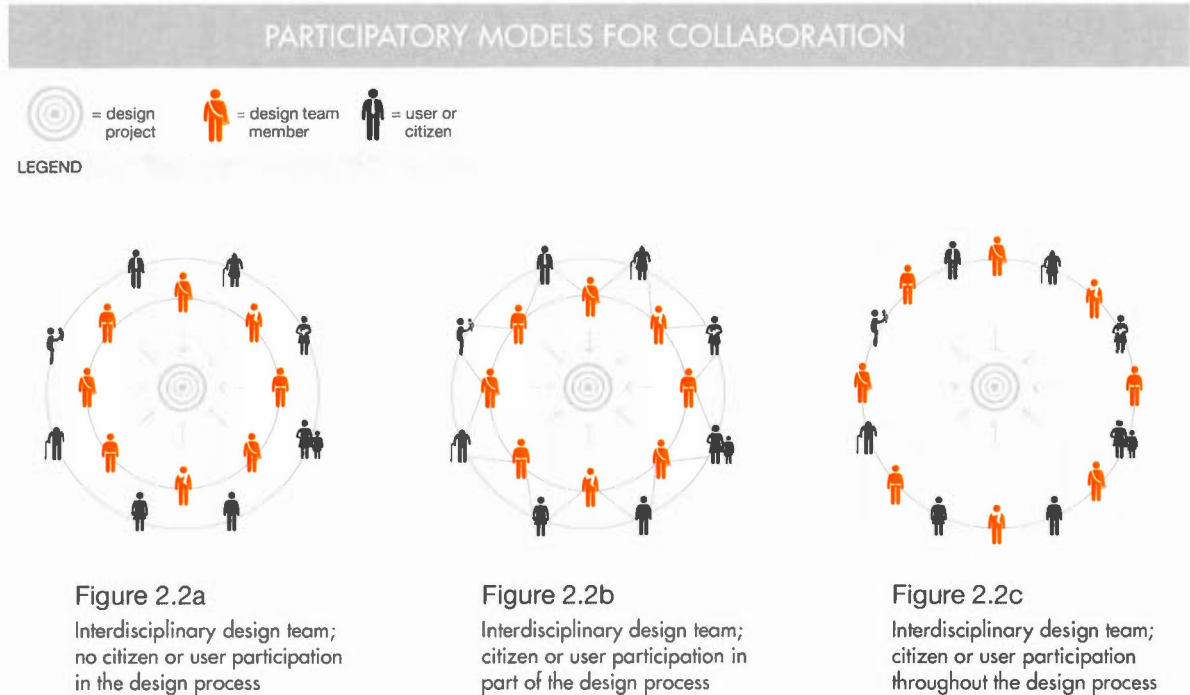 PARTICIPATORY MODELS FOR COLLABORATION
= design
project
= design team
member
= user or
citizen
LEGEND
Figure 2.2a
Interdisciplinary design team;
no citizen or user participation
in the design process
Figure 2.2b
Interdisciplinary design team;
citizen or user participation in
part of the design process
Figure 2.2c
Interdisciplinary design team;
citizen or user participation
throughout the design process